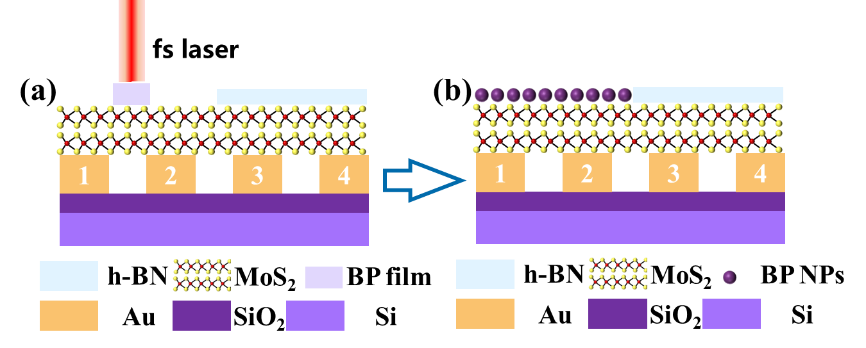 fs laser
(a)
(b)
1 2 3 4
1 2 3 4
h-BN MoS₂ BP film
Au SiO₂ Si
h-BN MoS₂ BP NPs
Au SiO₂ Si